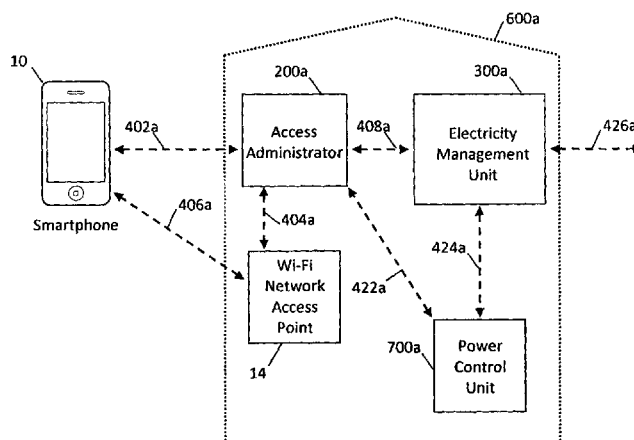 600a
10
200a
300a
402a
Access
Administrator
408a
Electricity
Management
Unit
426a
406a
404a
Smartphone
Wi-Fi
Network
Access
Point
422a
424a
14
700a
Power
Control
Unit